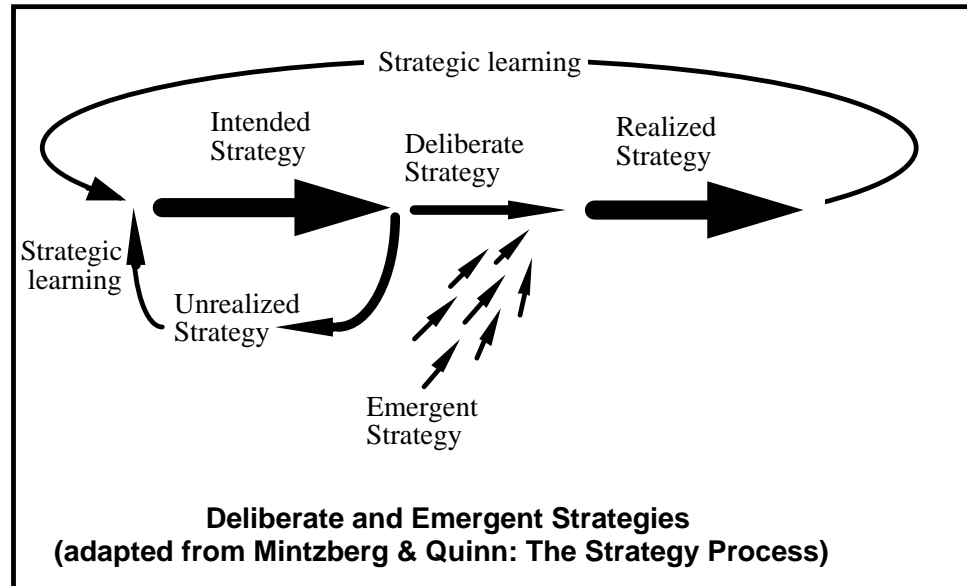 Strategic learning
Intended
Strategy
Deliberate
Strategy
Realized
Strategy
Strategic
learning
Unrealized
Strategy
Emergent
Strategy
Deliberate and Emergent Strategies
(adapted from Mintzberg & Quinn: The Strategy Process)